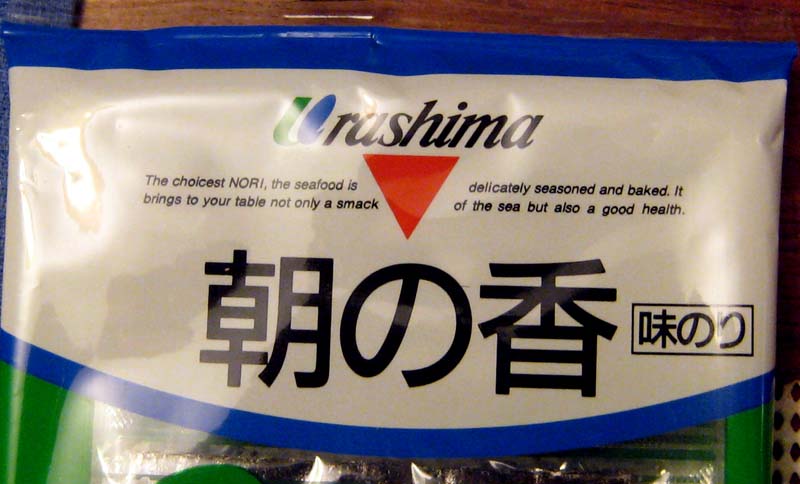 Urashima
The choicest NORI, the seafood is delicately seasoned and baked. It
brings to your table not only a smack of the sea but also a good health.
朝の香
味のり